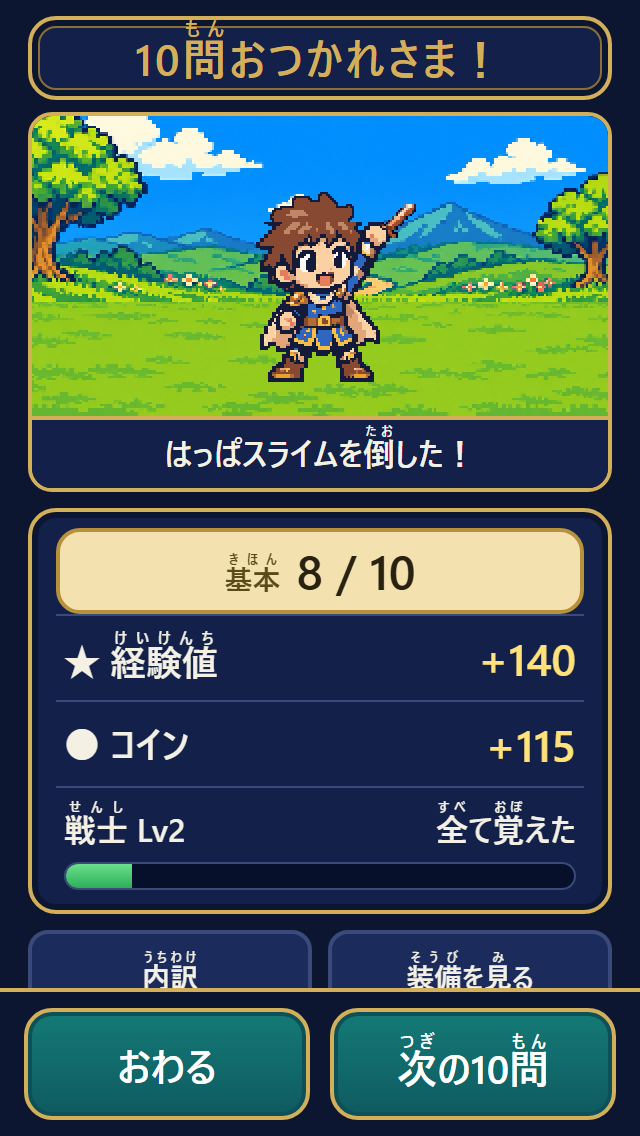 10問おつかれさま！
もん
はっぱスライムを倒した！
たお
基本 8 / 10
きほん
★ 経験値 +140
けいけんち
● コイン +115
戦士 Lv2 全て覚えた
せんし すべ おぼ
内訳 装備を見る
うちわけ そうび み
おわる 次の10問
つぎ もん